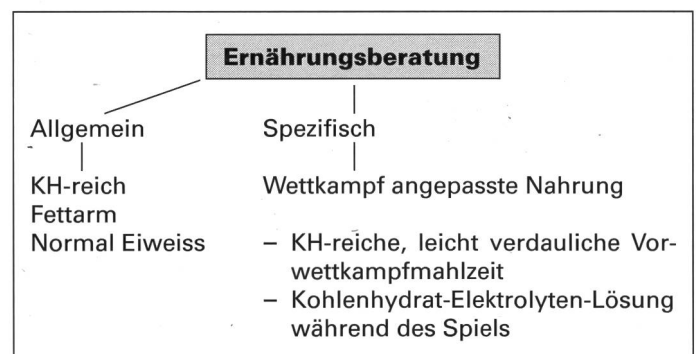 Ernährungsberatung
Allgemein
KH-reich
Fettarm
Normal Eiweiss
Spezifisch
Wettkampf angepasste Nahrung
– KH-reiche, leicht verdauliche Vor-
wettkampfmahlzeit
– Kohlenhydrat-Elektrolyten-Lösung
während des Spiels